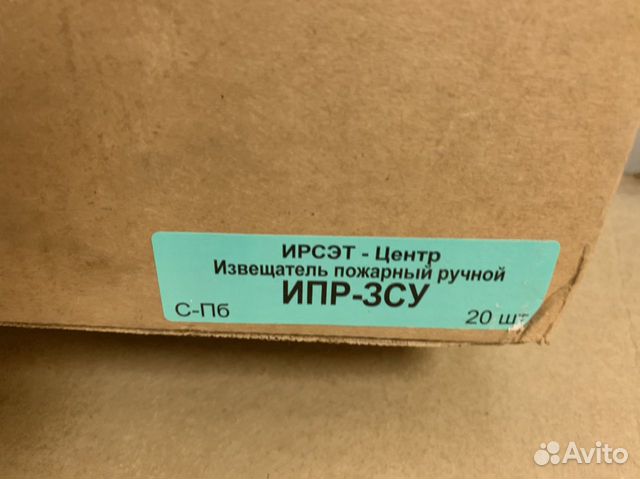 ИРСЭТ - Центр
Извещатель пожарный ручной
ИПР-3СУ
С-Пб 20 шт
Avito